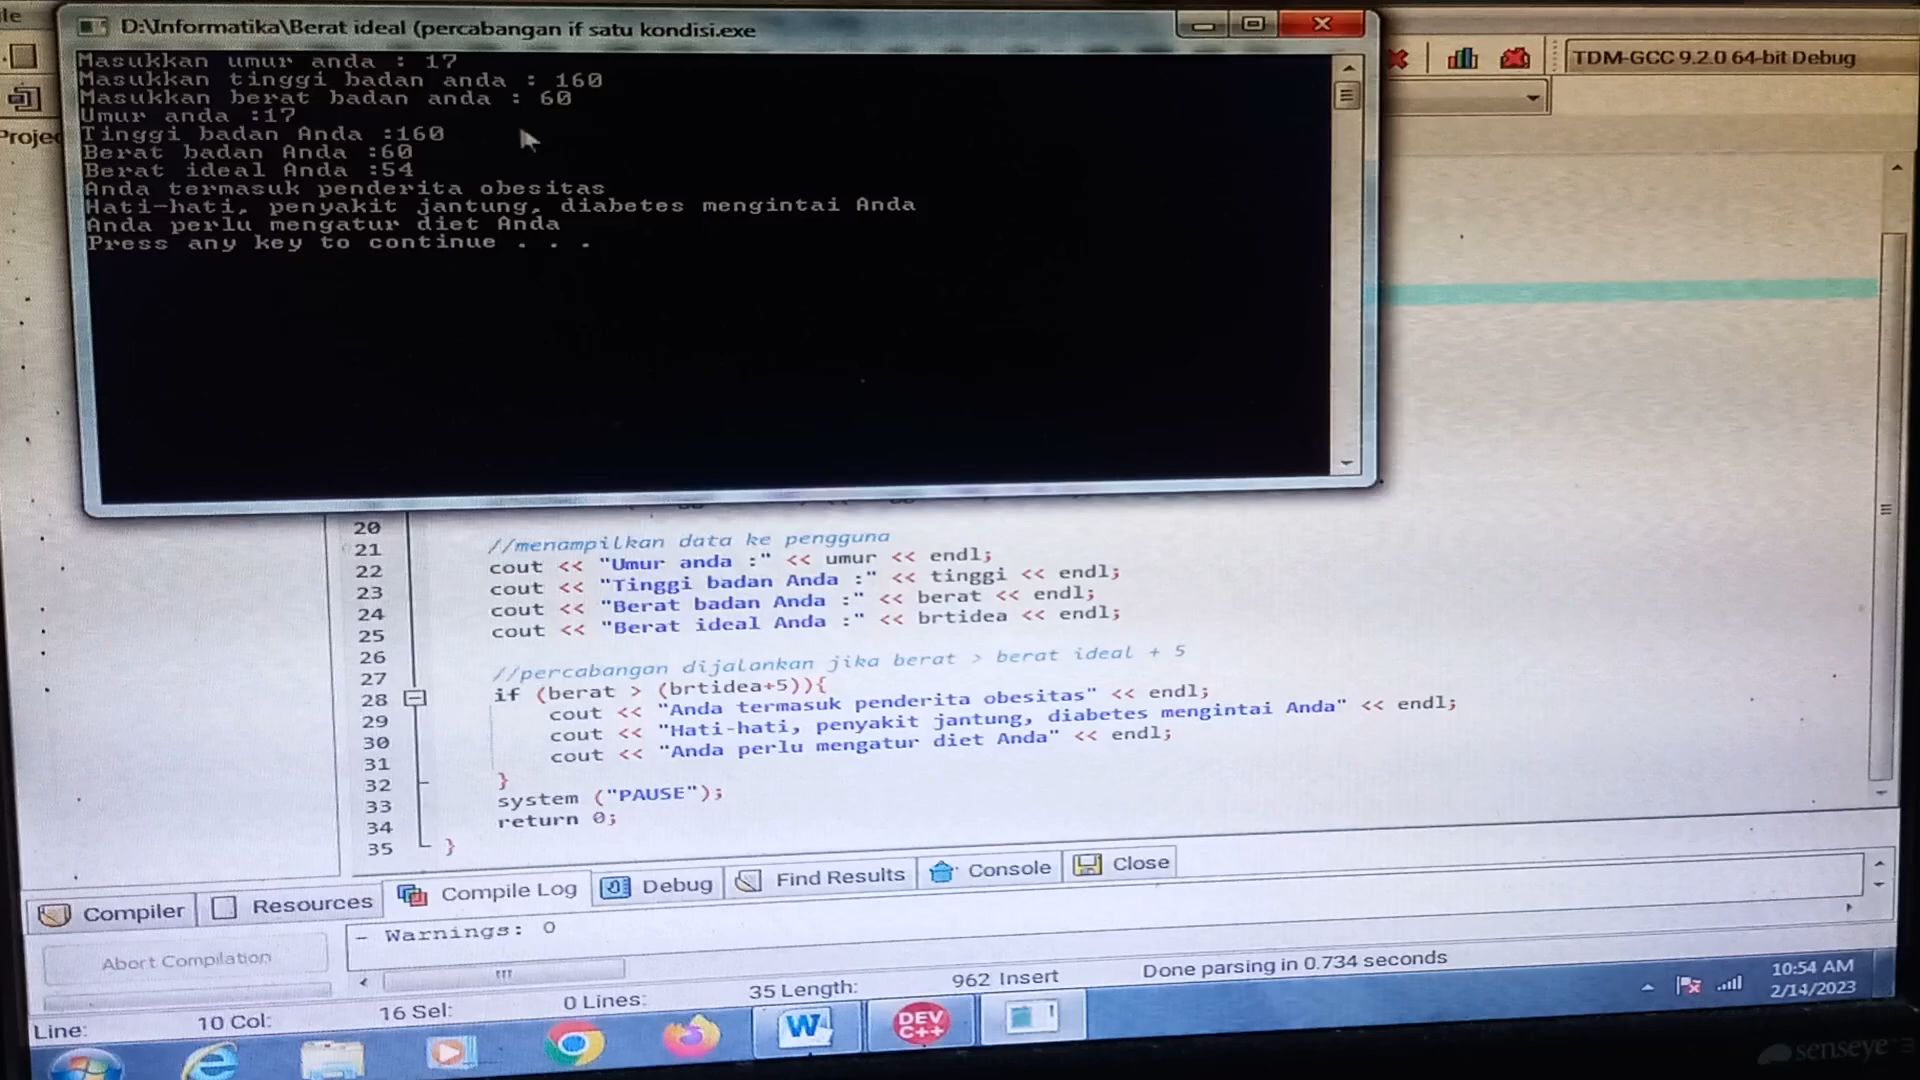 ile
D:\Informatika\Berat ideal (percabangan if satu kondisi.exe
TDM-GCC 9.2.0 64-bit Debug
Projec
Masukkan umur anda : 17
Masukkan tinggi badan anda : 160
Masukkan berat badan anda : 60
Umur anda :17
Tinggi badan Anda :160
Berat badan Anda :60
Berat ideal Anda :54
Anda termasuk penderita obesitas
Hati-hati, penyakit jantung, diabetes mengintai Anda
Anda perlu mengatur diet Anda
Press any key to continue . . .
20
21 //menampilkan data ke pengguna
22 cout << "Umur anda :" << umur << endl;
23 cout << "Tinggi badan Anda :" << tinggi << endl;
24 cout << "Berat badan Anda :" << berat << endl;
25 cout << "Berat ideal Anda :" << brtidea << endl;
26
27 //percabangan dijalankan jika berat > berat ideal + 5
28 if (berat > (brtidea+5)){
29 cout << "Anda termasuk penderita obesitas" << endl;
30 cout << "Hati-hati, penyakit jantung, diabetes mengintai Anda" << endl;
31 cout << "Anda perlu mengatur diet Anda" << endl;
32 }
33 system ("PAUSE");
34 return 0;
35 }
Compiler Resources Compile Log Debug Find Results Console Close
Abort Compilation
- Warnings: 0
Line: 10 Col: 16 Sel: 0 Lines: 35 Length: 962 Insert Done parsing in 0.734 seconds
W
DEV
C++
10:54 AM
2/14/2023
senseye